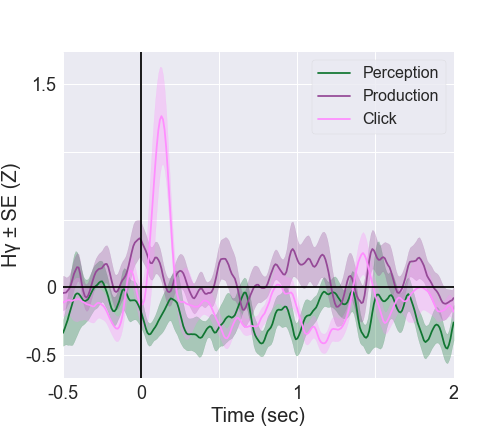 Perception
Production
Click
1.5
0
-0.5
Hγ ± SE (Z)
-0.5
0
1
2
Time (sec)